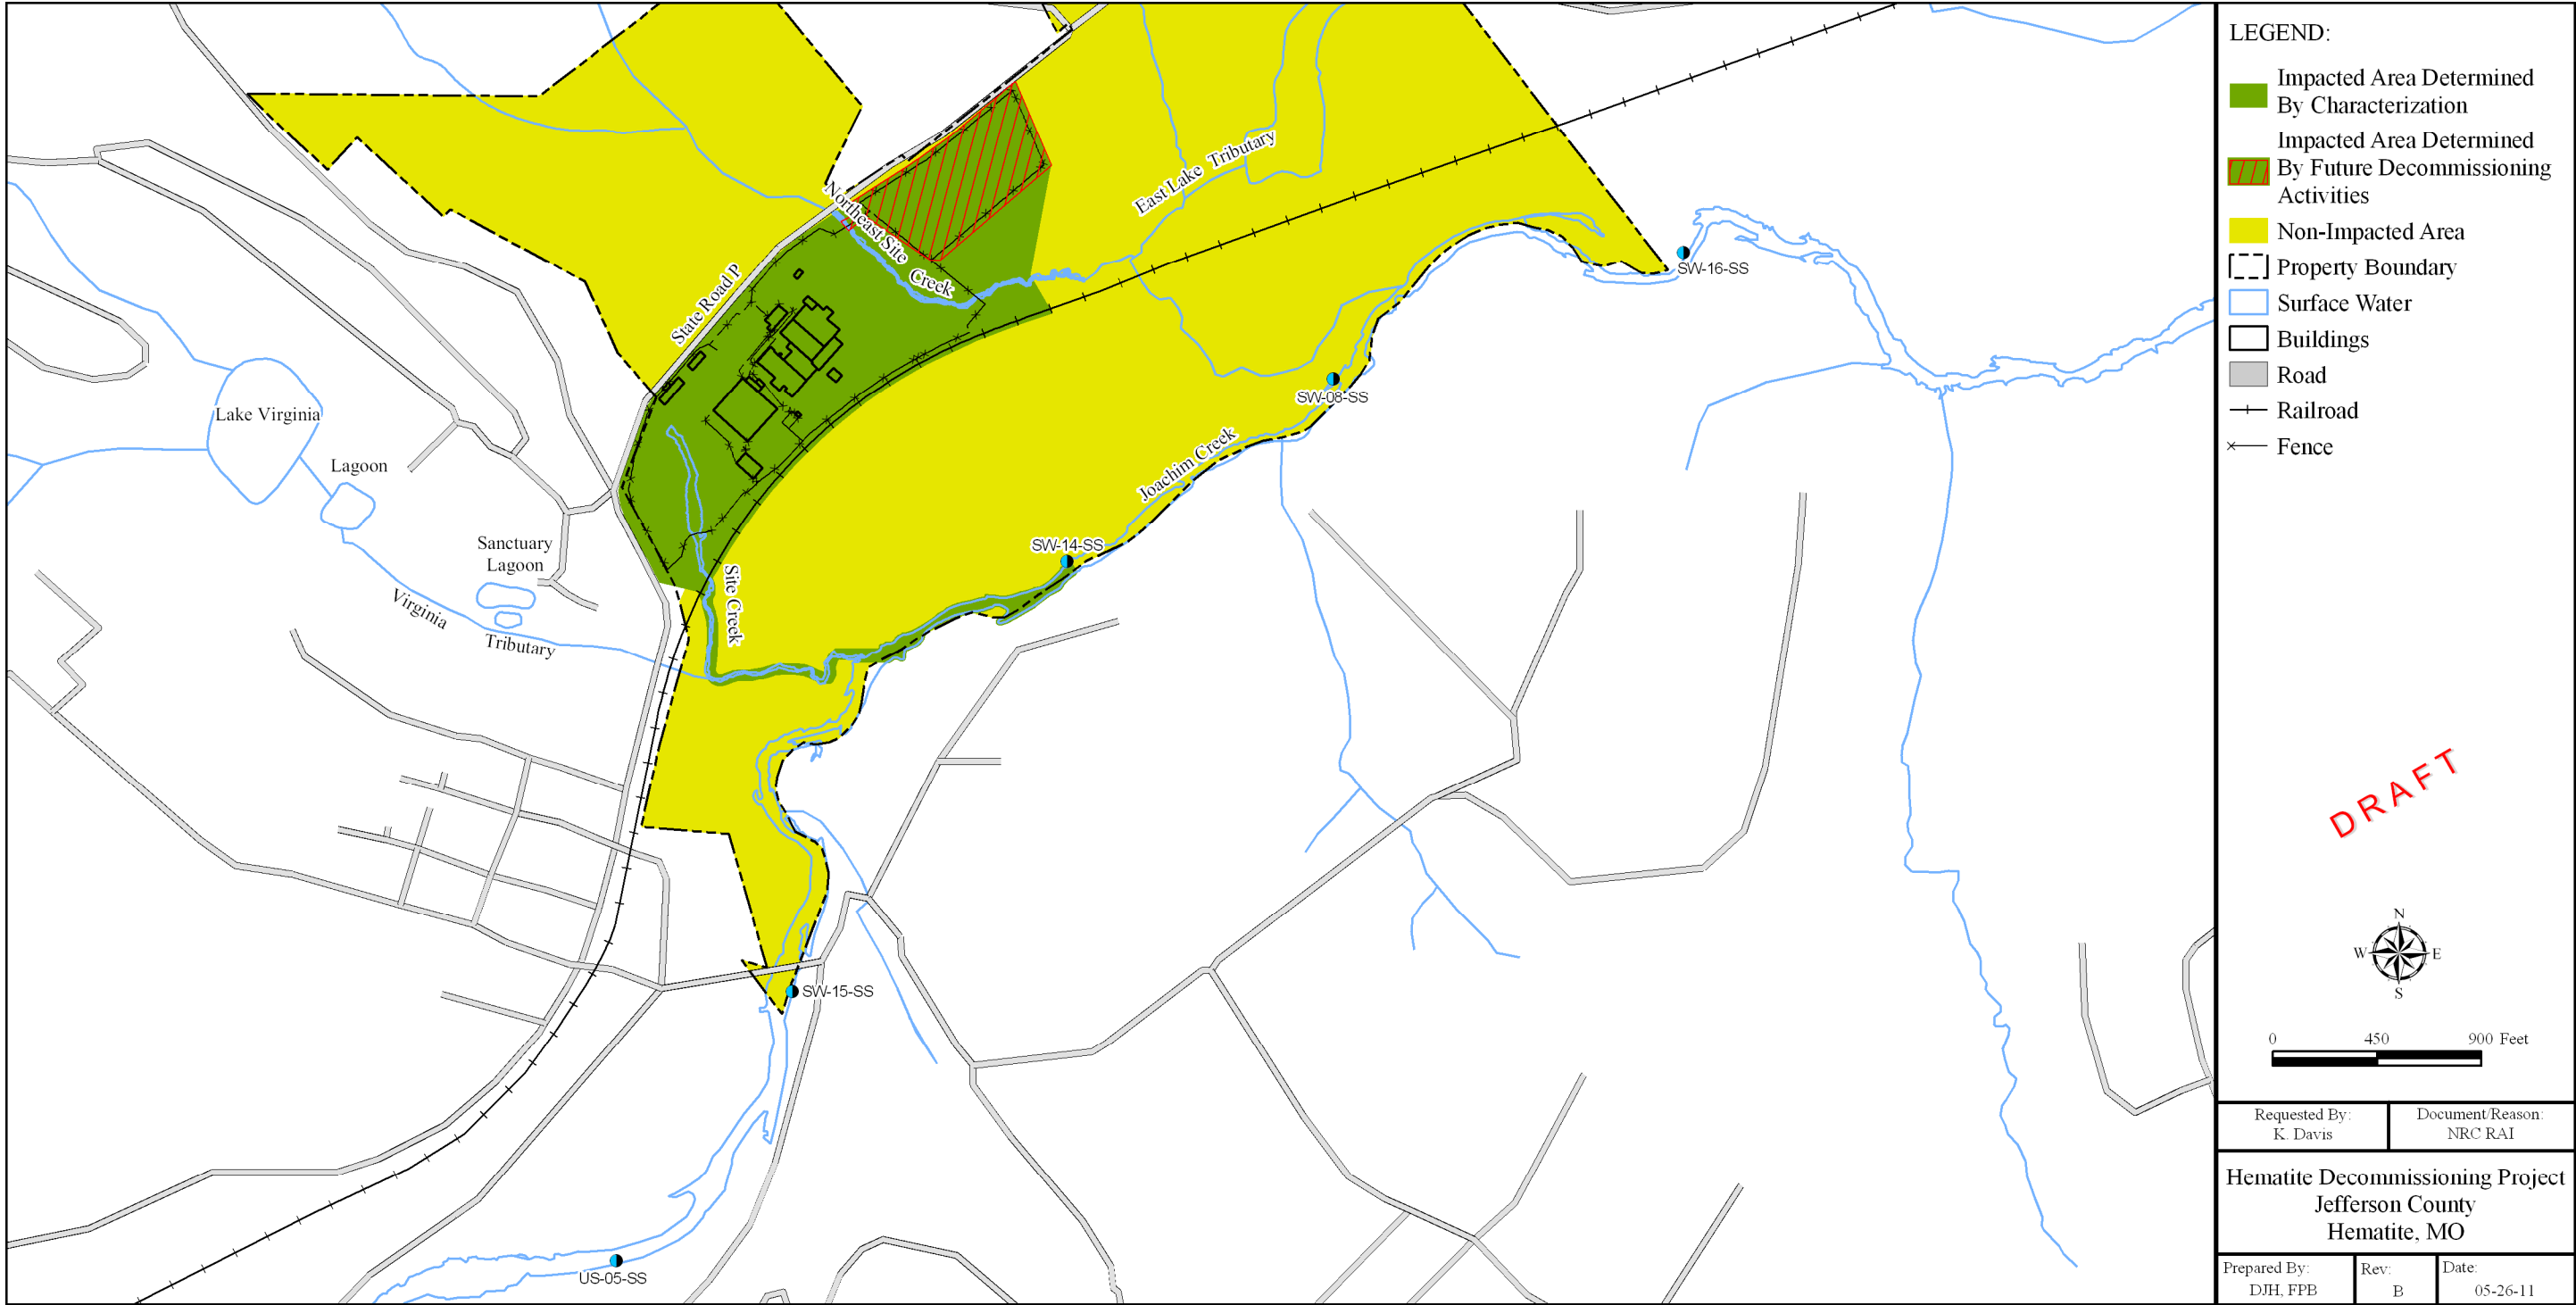 Northeast Site Creek
East Lake Tributary
State Road P
SW-16-SS
SW-08-SS
Lake Virginia
Lagoon
Joachim Creek
Sanctuary
Lagoon
SW-14-SS
Site Creek
Virginia
Tributary
SW-15-SS
US-05-SS
LEGEND:
Impacted Area Determined
By Characterization
Impacted Area Determined
By Future Decommissioning
Activities
Non-Impacted Area
Property Boundary
Surface Water
Buildings
Road
Railroad
Fence
DRAFT
N
W E
S
0 450 900 Feet
Requested By:
K. Davis
Document/Reason:
NRC RAI
Hematite Decommissioning Project
Jefferson County
Hematite, MO
Prepared By:
DJH, FPB
Rev:
B
Date:
05-26-11